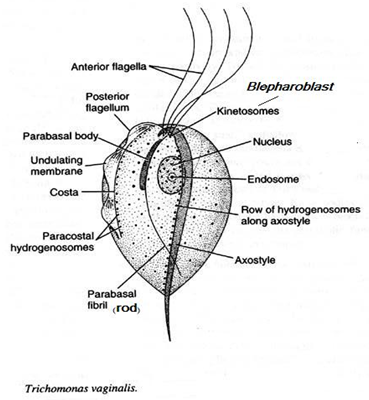 Anterior flagella
Blepharoblast
Posterior
flagellum
Kinetosomes
Parabasal body
Nucleus
Undulating
membrane
Endosome
Costa
Row of hydrogenosomes
along axostyle
Paracostal
hydrogenosomes
Axostyle
Parabasal
fibril (rod)
Trichomonas vaginalis.